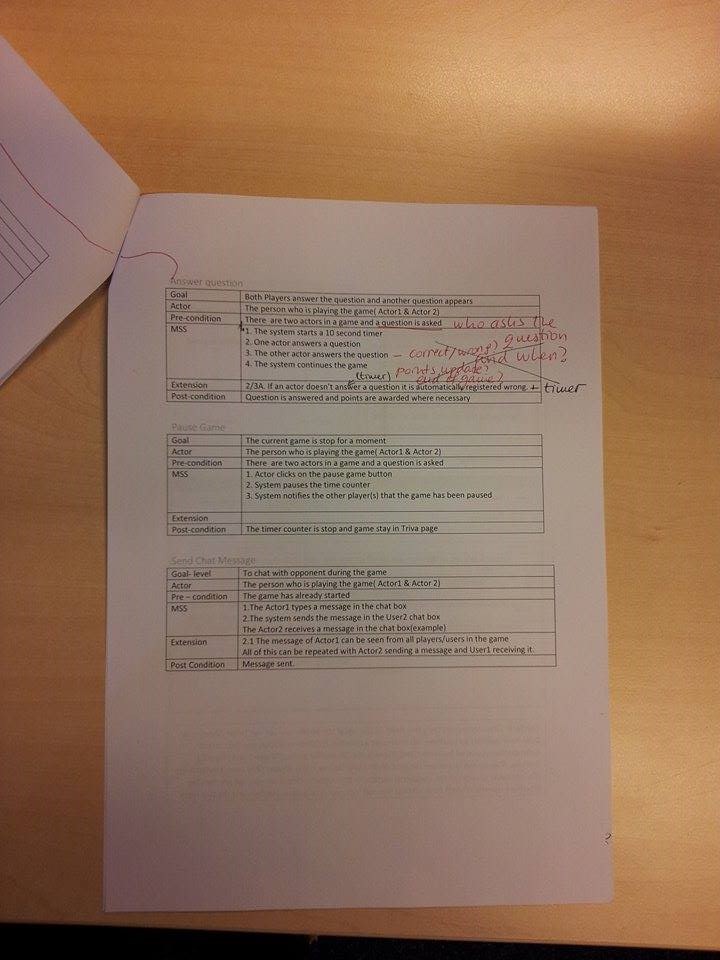 Answer question
Goal Both Players answer the question and another question appears
Actor The person who is playing the game( Actor1 & Actor 2)
Pre-condition There are two actors in a game and a question is asked who asks the question and when?
MSS 1. The system starts a 10 second timer
2. One actor answers a question
3. The other actor answers the question – correct/wrong?
4. The system continues the game points update?
(timer) end of game?
Extension 2/3A. If an actor doesn't answer a question it is automatically registered wrong. + timer
Post-condition Question is answered and points are awarded where necessary
Pause Game
Goal The current game is stop for a moment
Actor The person who is playing the game( Actor1 & Actor 2)
Pre-condition There are two actors in a game and a question is asked
MSS 1. Actor clicks on the pause game button
2. System pauses the time counter
3. System notifies the other player(s) that the game has been paused
Extension
Post-condition The timer counter is stop and game stay in Triva page
Send Chat Message
Goal- level To chat with opponent during the game
Actor The person who is playing the game( Actor1 & Actor 2)
Pre – condition The game has already started
MSS 1.The Actor1 types a message in the chat box
2.The system sends the message in the User2 chat box
The Actor2 receives a message in the chat box(example)
Extension 2.1 The message of Actor1 can be seen from all players/users in the game
All of this can be repeated with Actor2 sending a message and User1 receiving it.
Post Condition Message sent.
?